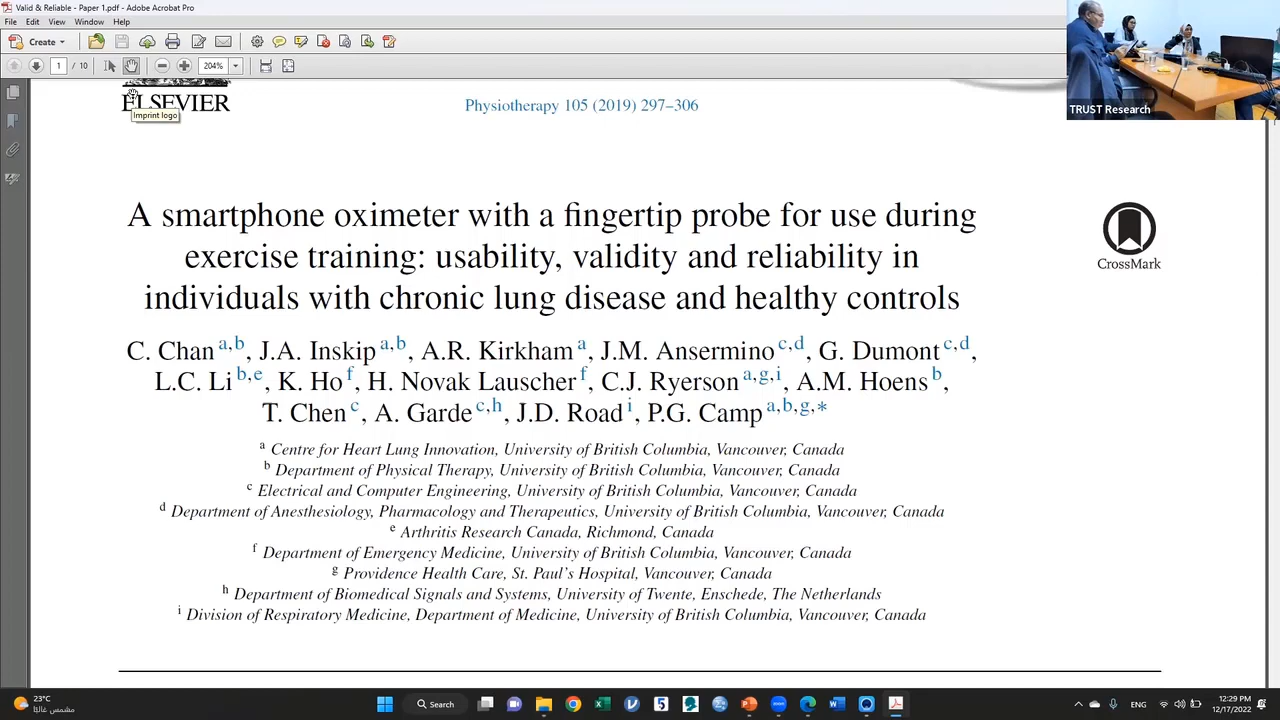 Valid & Reliable - Paper 1.pdf - Adobe Acrobat Pro
File Edit View Window Help
Create
1 / 10 204%
TRUST Research
ELSEVIER
Imprint logo
Physiotherapy 105 (2019) 297–306
A smartphone oximeter with a fingertip probe for use during
exercise training: usability, validity and reliability in
individuals with chronic lung disease and healthy controls
CrossMark
C. Chan a,b, J.A. Inskip a,b, A.R. Kirkham a, J.M. Ansermino c,d, G. Dumont c,d,
L.C. Li b,e, K. Ho f, H. Novak Lauscher f, C.J. Ryerson a,g,i, A.M. Hoens b,
T. Chen c, A. Garde c,h, J.D. Road i, P.G. Camp a,b,g,*
a Centre for Heart Lung Innovation, University of British Columbia, Vancouver, Canada
b Department of Physical Therapy, University of British Columbia, Vancouver, Canada
c Electrical and Computer Engineering, University of British Columbia, Vancouver, Canada
d Department of Anesthesiology, Pharmacology and Therapeutics, University of British Columbia, Vancouver, Canada
e Arthritis Research Canada, Richmond, Canada
f Department of Emergency Medicine, University of British Columbia, Vancouver, Canada
g Providence Health Care, St. Paul's Hospital, Vancouver, Canada
h Department of Biomedical Signals and Systems, University of Twente, Enschede, The Netherlands
i Division of Respiratory Medicine, Department of Medicine, University of British Columbia, Vancouver, Canada
23°C
مشمس غالبًا
Search
ENG
12:29 PM
12/17/2022